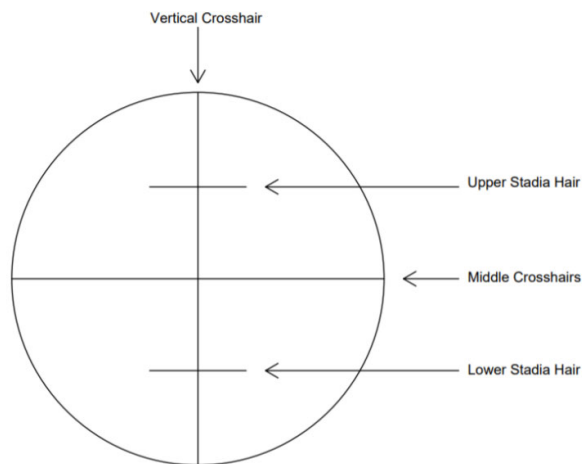 Vertical Crosshair
Upper Stadia Hair
Middle Crosshairs
Lower Stadia Hair